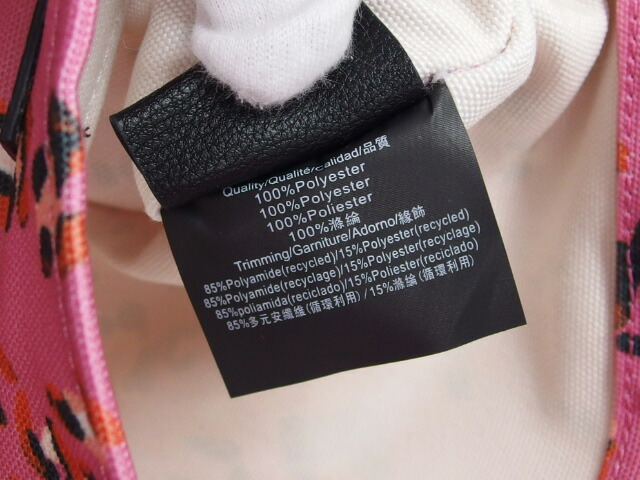 Quality/Qualité/Calidad/品質
100%Polyester
100%Polyester
100%Poliester
100%滌綸
Trimming/Garniture/Adorno/緣飾
85%Polyamide(recycled)/15%Polyester(recycled)
85%Polyamide(recyclage)/15%Polyester(recyclage)
85%poliamida(reciclado)/15%Poliester(reciclado)
85%多元安纖維(循環利用)/15%滌綸(循環利用)